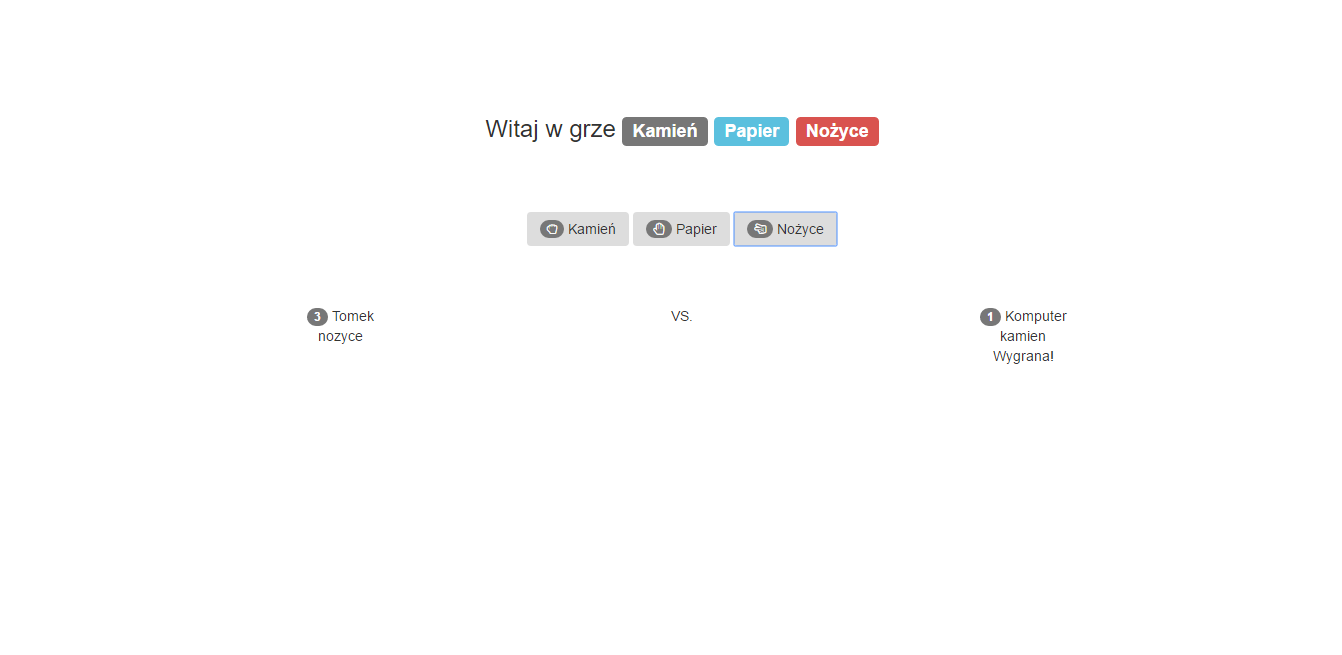 Witaj w grze Kamień Papier Nożyce
Kamień Papier Nożyce
3 Tomek VS. 1 Komputer
nozyce kamien
Wygrana!